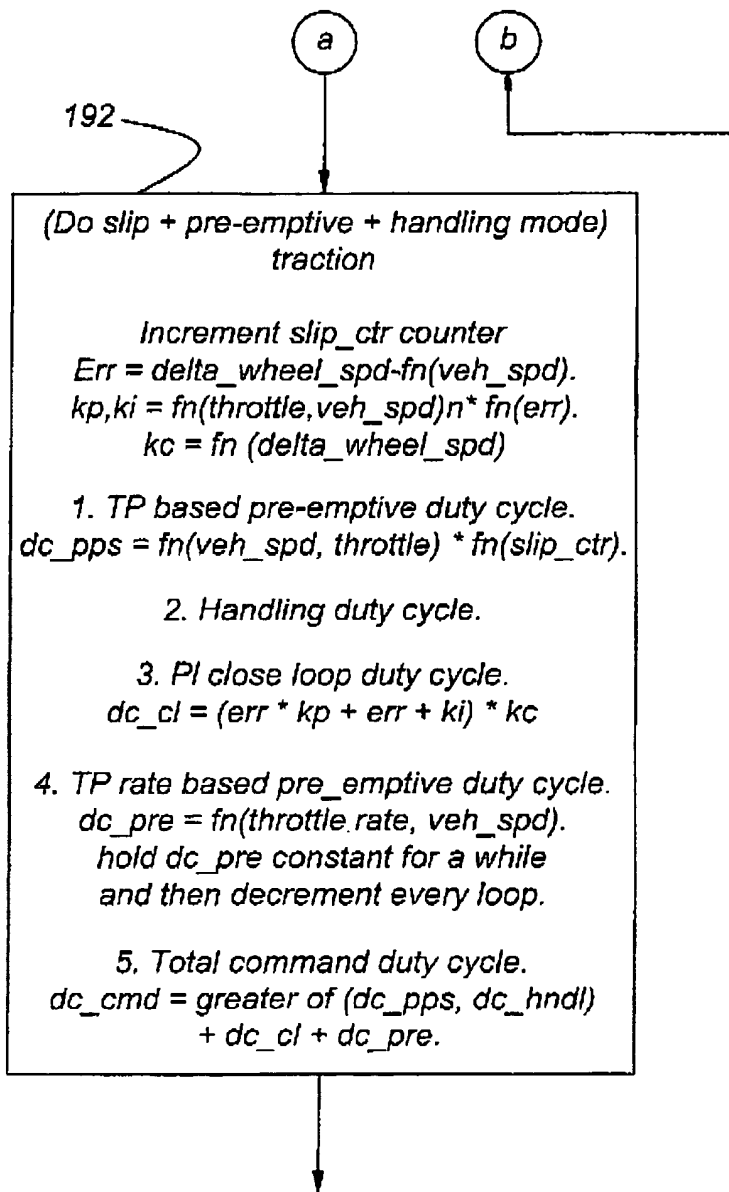 a
b
192
(Do slip + pre-emptive + handling mode)
traction
Increment slip_ctr counter
Err = delta_wheel_spd-fn(veh_spd).
kp,ki = fn(throttle,veh_spd)n* fn(err).
kc = fn (delta_wheel_spd)
1. TP based pre-emptive duty cycle.
dc_pps = fn(veh_spd, throttle) * fn(slip_ctr).
2. Handling duty cycle.
3. PI close loop duty cycle.
dc_cl = (err * kp + err + ki) * kc
4. TP rate based pre_emptive duty cycle.
dc_pre = fn(throttle.rate, veh_spd).
hold dc_pre constant for a while
and then decrement every loop.
5. Total command duty cycle.
dc_cmd = greater of (dc_pps, dc_hndl)
+ dc_cl + dc_pre.